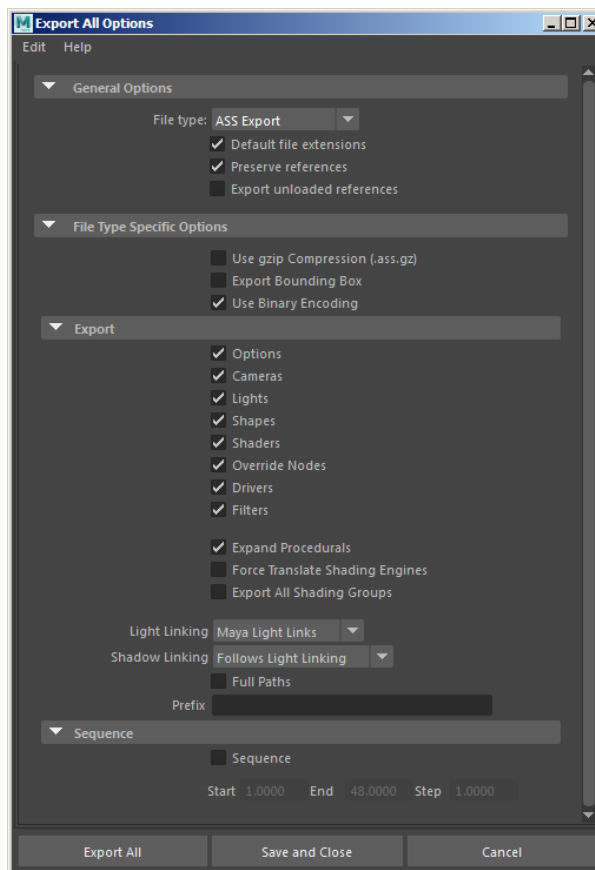 Export All Options
Edit Help
General Options
File type: ASS Export
Default file extensions
Preserve references
Export unloaded references
File Type Specific Options
Use gzip Compression (.ass.gz)
Export Bounding Box
Use Binary Encoding
Export
Options
Cameras
Lights
Shapes
Shaders
Override Nodes
Drivers
Filters
Expand Procedurals
Force Translate Shading Engines
Export All Shading Groups
Light Linking Maya Light Links
Shadow Linking Follows Light Linking
Full Paths
Prefix
Sequence
Sequence
Start 1.0000 End 48.0000 Step 1.0000
Export All Save and Close Cancel